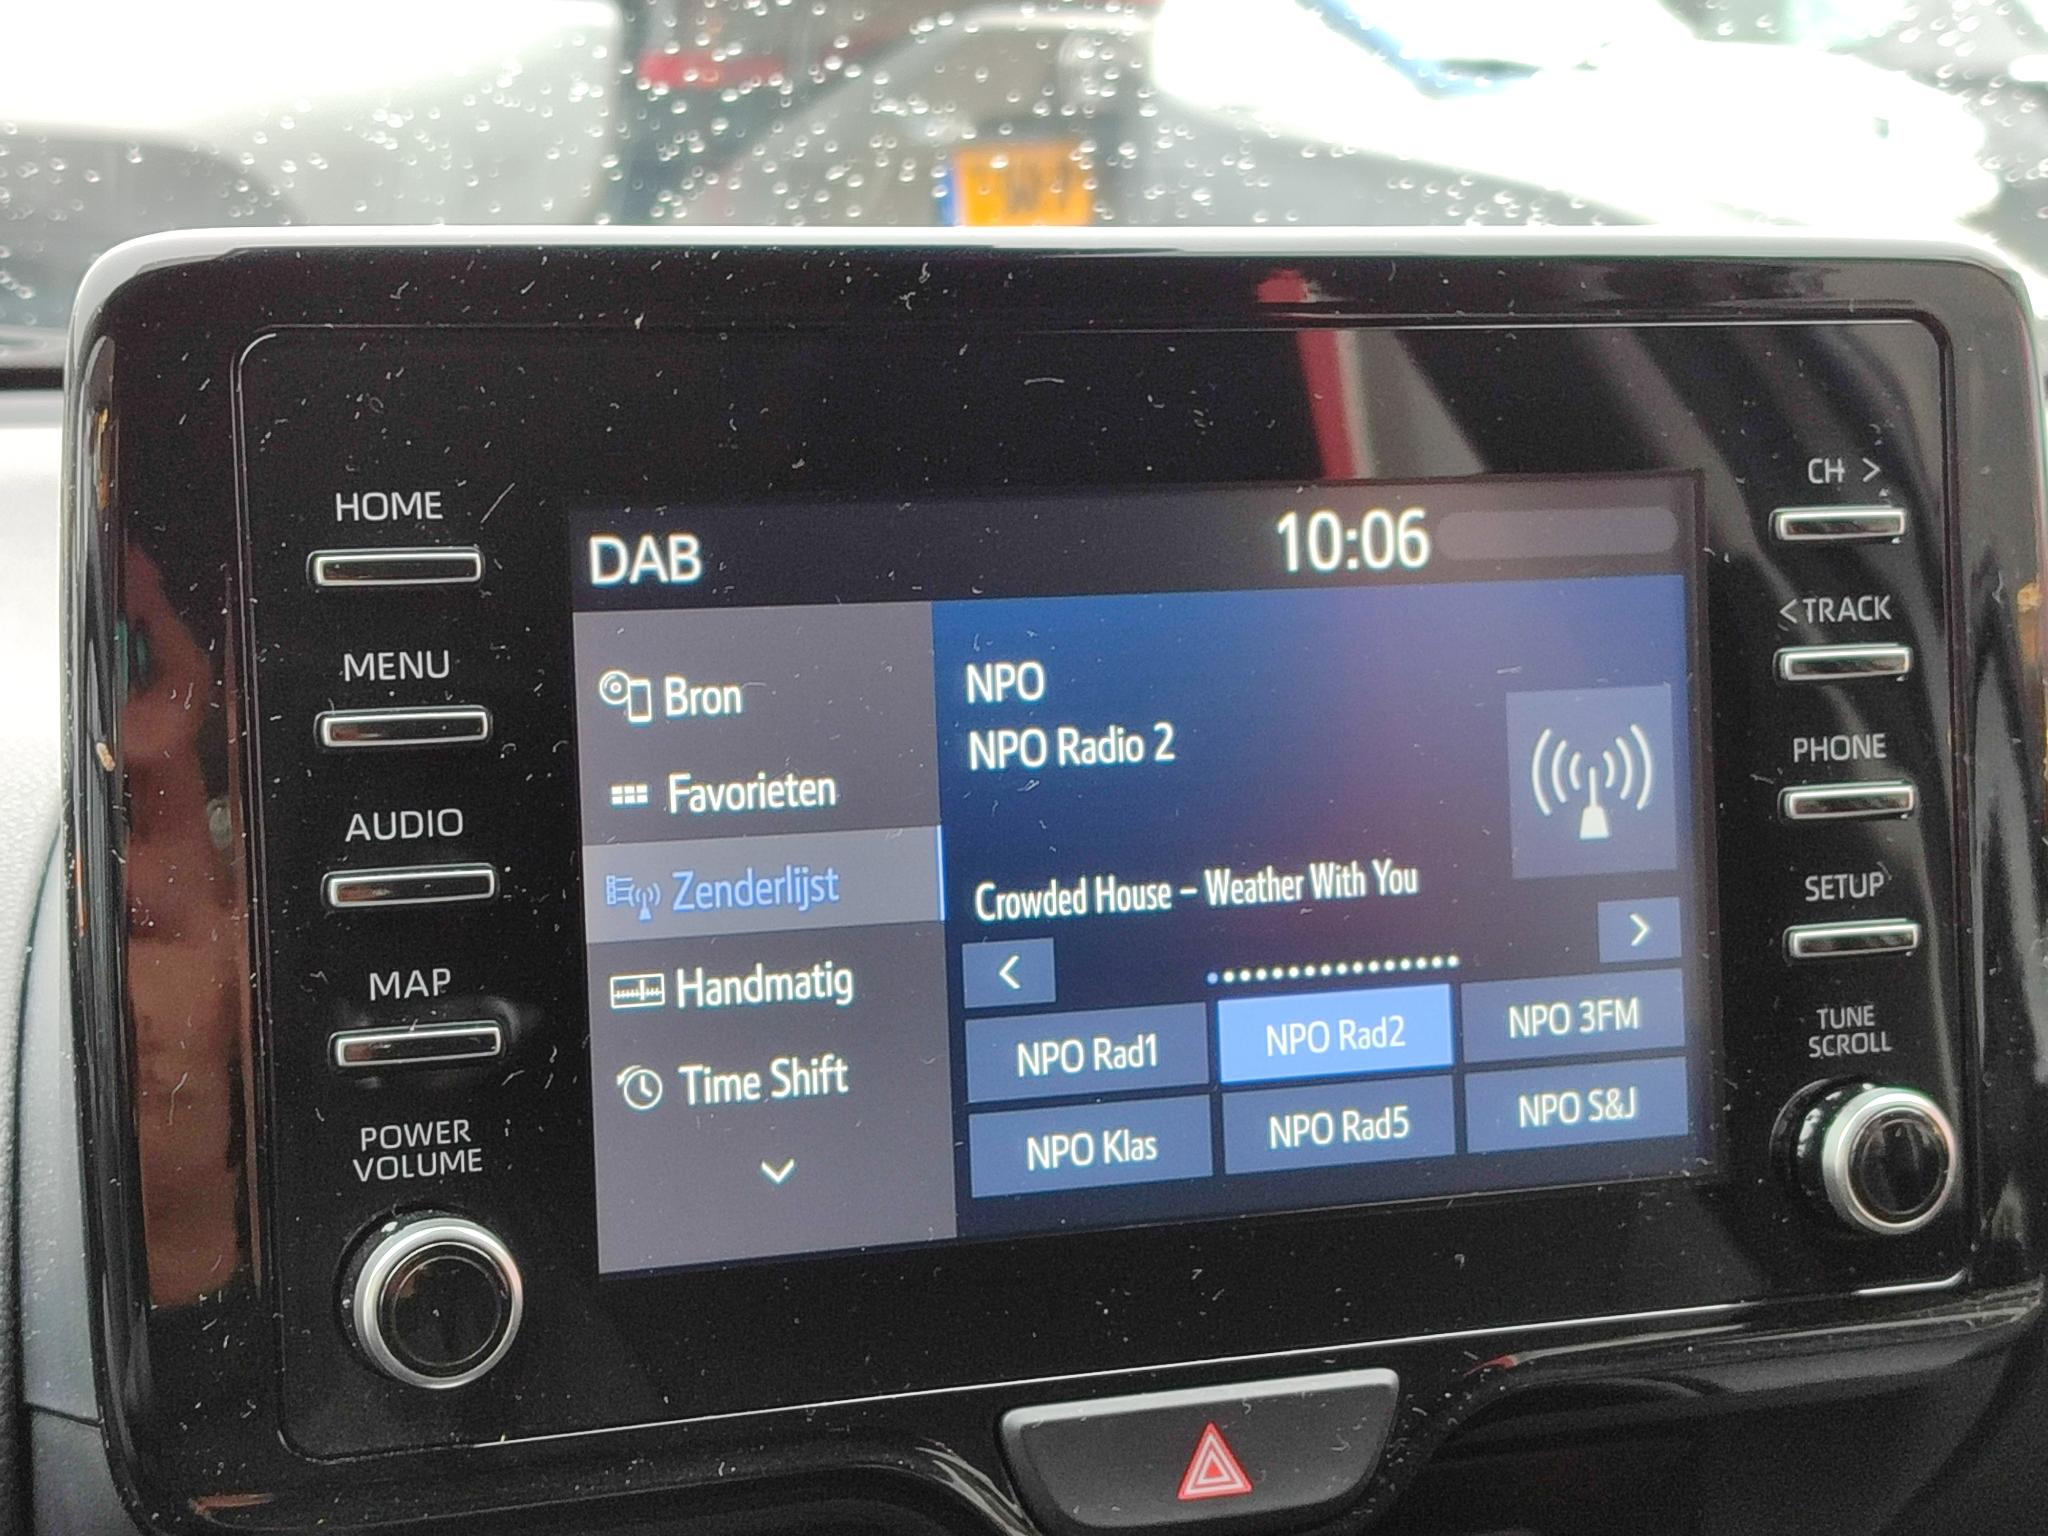 HOME
MENU
AUDIO
MAP
POWER
VOLUME
DAB
10:06
Bron
Favorieten
Zenderlijst
Handmatig
Time Shift
NPO
NPO Radio 2
Crowded House – Weather With You
<
>
NPO Rad1
NPO Rad2
NPO 3FM
NPO Klas
NPO Rad5
NPO S&J
CH >
< TRACK
PHONE
SETUP
TUNE
SCROLL